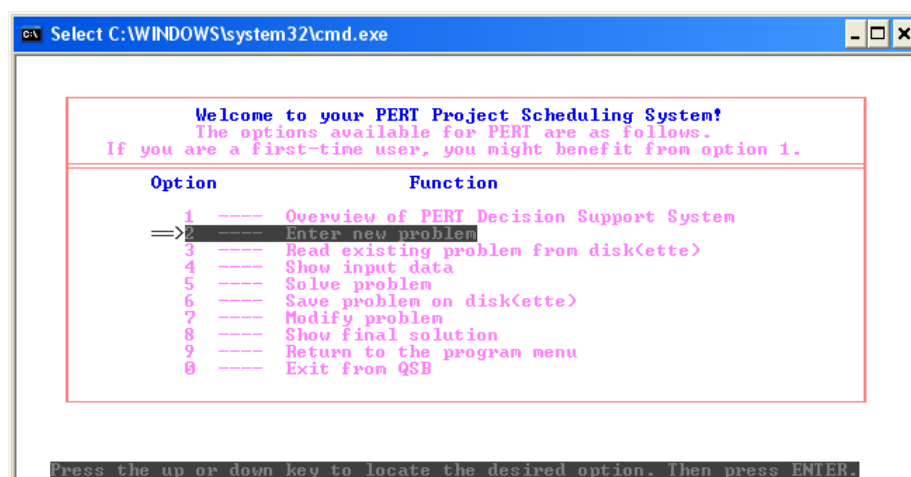 Select C:\WINDOWS\system32\cmd.exe
Welcome to your PERT Project Scheduling System!
The options available for PERT are as follows.
If you are a first-time user, you might benefit from option 1.
Option Function
1 ---- Overview of PERT Decision Support System
==>2 ---- Enter new problem
3 ---- Read existing problem from disk(ette)
4 ---- Show input data
5 ---- Solve problem
6 ---- Save problem on disk(ette)
7 ---- Modify problem
8 ---- Show final solution
9 ---- Return to the program menu
0 ---- Exit from QSB
Press the up or down key to locate the desired option. Then press ENTER.